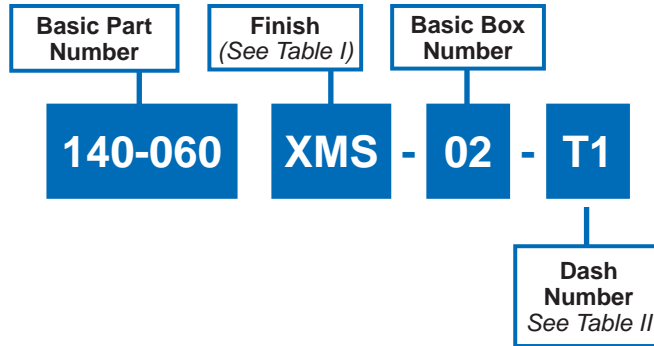 Basic Part
Number
Finish
(See Table I)
Basic Box
Number
140-060 XMS - 02 - T1
Dash
Number
See Table II